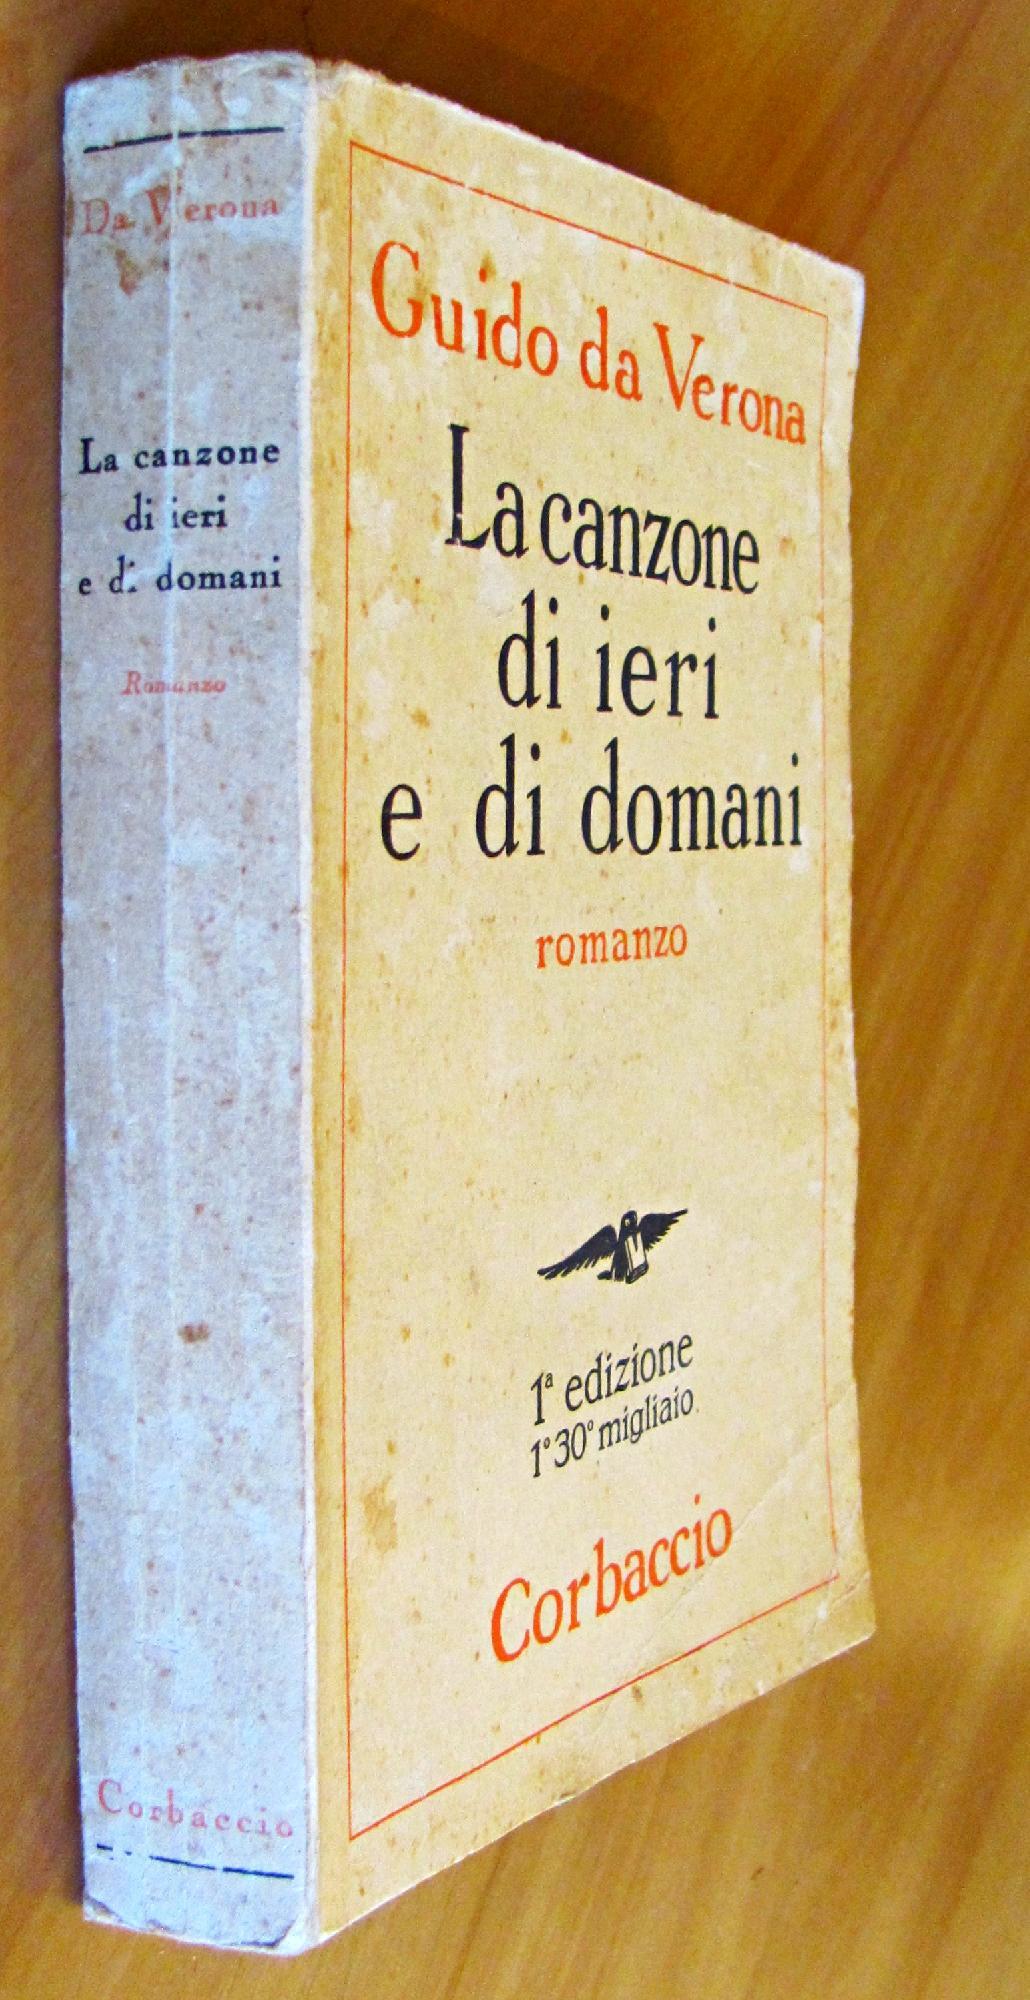 Da Verona
La canzone
di ieri
e di domani
Romanzo
Corbaccio
Guido da Verona
La canzone
di ieri
e di domani
romanzo
1ª edizione
1° 30° migliaio
Corbaccio